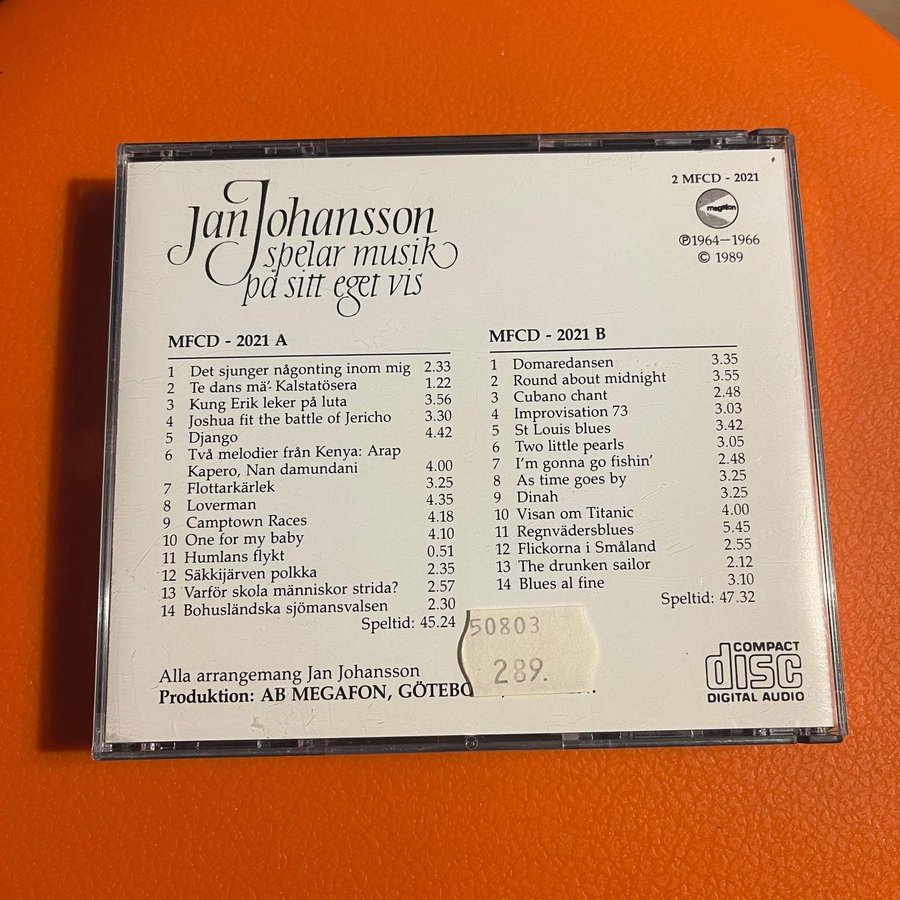 Jan Johansson
spelar musik
på sitt eget vis
2 MFCD - 2021
megafon
℗1964–1966
© 1989
MFCD - 2021 A
1 Det sjunger någonting inom mig 2.33
2 Te dans mä' Kalstatösera 1.22
3 Kung Erik leker på luta 3.56
4 Joshua fit the battle of Jericho 3.30
5 Django 4.42
6 Två melodier från Kenya: Arap
Kapero, Nan damundani 4.00
7 Flottarkärlek 3.25
8 Loverman 4.35
9 Camptown Races 4.18
10 One for my baby 4.10
11 Humlans flykt 0.51
12 Säkkijärven polkka 2.35
13 Varför skola människor strida? 2.57
14 Bohusländska sjömansvalsen 2.30
Speltid: 45.24
MFCD - 2021 B
1 Domaredansen 3.35
2 Round about midnight 3.55
3 Cubano chant 2.48
4 Improvisation 73 3.03
5 St Louis blues 3.42
6 Two little pearls 3.05
7 I'm gonna go fishin' 2.48
8 As time goes by 3.25
9 Dinah 3.25
10 Visan om Titanic 4.00
11 Regnvädersblues 5.45
12 Flickorna i Småland 2.55
13 The drunken sailor 2.12
14 Blues al fine 3.10
Speltid: 47.32
50803
289.
Alla arrangemang Jan Johansson
Produktion: AB MEGAFON, GÖTEBO
COMPACT
disc
DIGITAL AUDIO